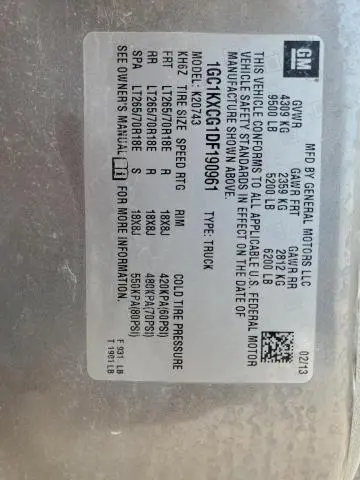 GM
MFD BY GENERAL MOTORS LLC
02/13
GVWR GAWR FRT GAWR RR
4309 KG 2359 KG 2812 KG
9500 LB 5200 LB 6200 LB
THIS VEHICLE CONFORMS TO ALL APPLICABLE U.S. FEDERAL MOTOR
VEHICLE SAFETY STANDARDS IN EFFECT ON THE DATE OF
MANUFACTURE SHOWN ABOVE.
1GC1KXCG1DF190961 TYPE: TRUCK
MODEL: K20743
KH6Z TIRE SIZE SPEED RTG RIM COLD TIRE PRESSURE
FRT LT265/70R18E S 18X8J 420KPA(60PSI)
RR LT265/70R18E S 18X8J 480KPA(70PSI)
SPA LT265/70R18E S 18X8J 550KPA(80PSI)
SEE OWNER'S MANUAL FOR MORE INFORMATION
F 931 LB
T 1901 LB